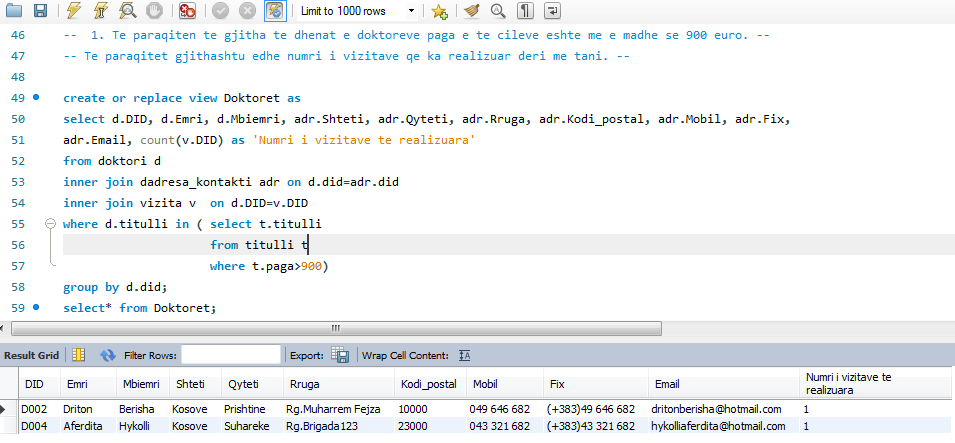 Limit to 1000 rows
46 -- 1. Te paraqiten te gjitha te dhenat e doktoreve paga e te cileve eshte me e madhe se 900 euro. --
47 -- Te paraqitet gjithashtu edhe numri i vizitave qe ka realizuar deri me tani. --
48
49 create or replace view Doktoret as
50 select d.DID, d.Emri, d.Mbiemri, adr.Shteti, adr.Qyteti, adr.Rruga, adr.Kodi_postal, adr.Mobil, adr.Fix,
51 adr.Email, count(v.DID) as 'Numri i vizitave te realizuara'
52 from doktori d
53 inner join dadresa_kontakti adr on d.did=adr.did
54 inner join vizita v  on d.DID=v.DID
55 where d.titulli in ( select t.titulli
56 from titulli t
57 where t.paga>900)
58 group by d.did;
59 select* from Doktoret;
Result Grid Filter Rows: Export: Wrap Cell Content: IA
DID Emri Mbiemri Shteti Qyteti Rruga Kodi_postal Mobil Fix Email Numri i vizitave te
realizuara
D002 Driton Berisha Kosove Prishtine Rg.Muharrem Fejza 10000 049 646 682 (+383)49 646 682 dritonberisha@hotmail.com 1
D004 Aferdita Hykolli Kosove Suhareke Rg.Brigada123 23000 043 321 682 (+383)43 321 682 hykolliaferdita@hotmail.com 1